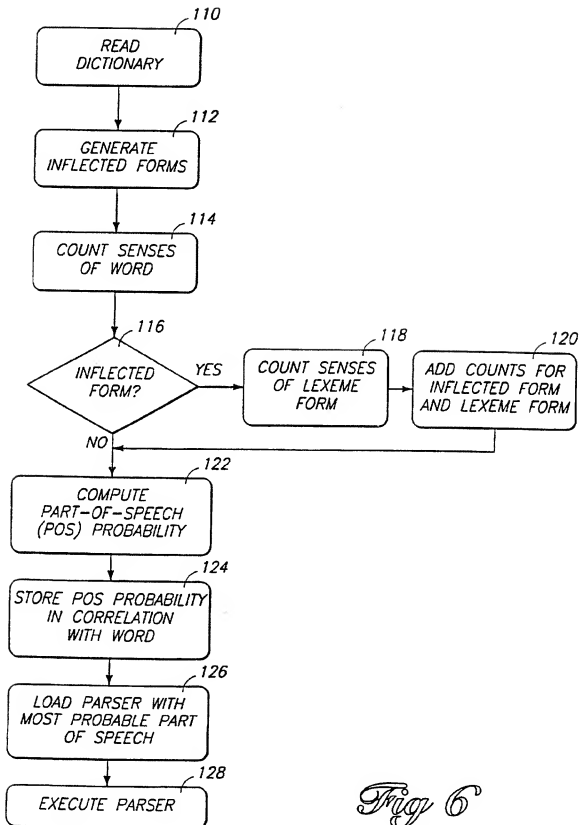 110
READ
DICTIONARY
112
GENERATE
INFLECTED FORMS
114
COUNT SENSES
OF WORD
116
INFLECTED
FORM?
YES
NO
118
COUNT SENSES
OF LEXEME
FORM
120
ADD COUNTS FOR
INFLECTED FORM
AND LEXEME FORM
122
COMPUTE
PART-OF-SPEECH
(POS) PROBABILITY
124
STORE POS PROBABILITY
IN CORRELATION
WITH WORD
126
LOAD PARSER WITH
MOST PROBABLE PART
OF SPEECH
128
EXECUTE PARSER
Fig 6